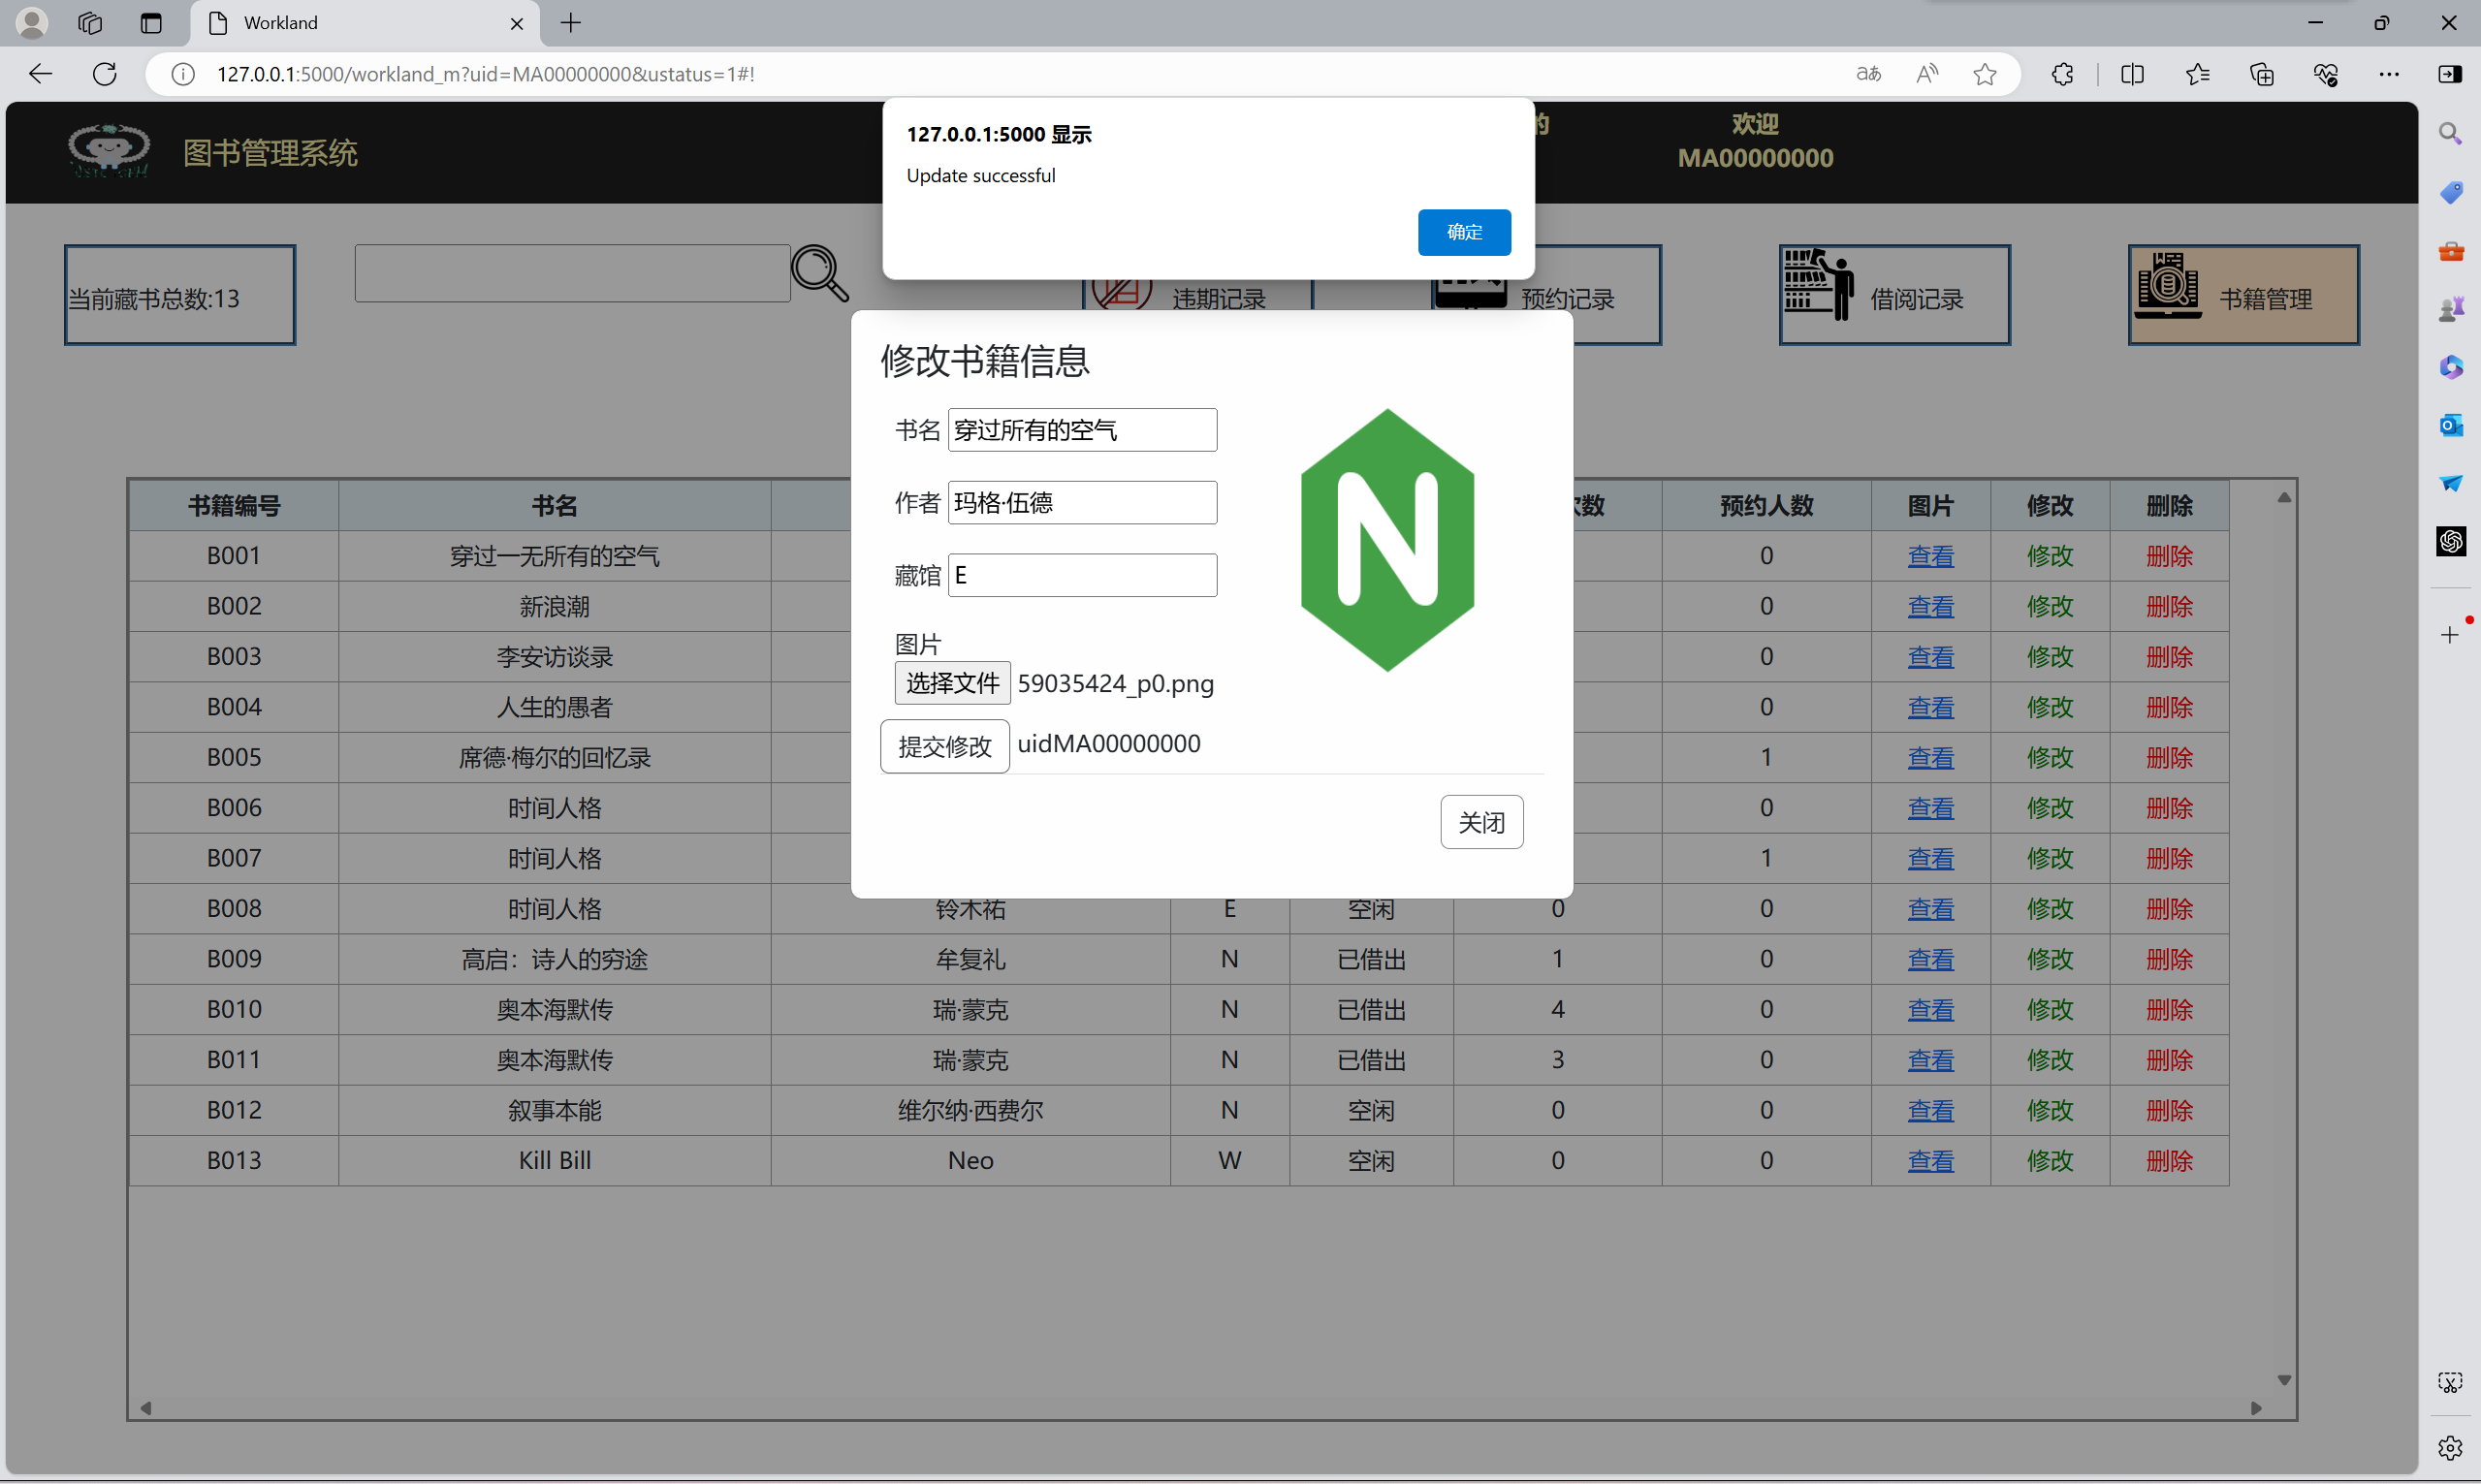 Workland
127.0.0.1:5000/workland_m?uid=MA00000000&ustatus=1#!
127.0.0.1:5000 显示
Update successful
确定
图书管理系统
的
欢迎
MA00000000
当前藏书总数:13
违期记录
预约记录
借阅记录
书籍管理
修改书籍信息
书名 穿过所有的空气
作者 玛格·伍德
藏馆 E
图片
选择文件 59035424_p0.png
提交修改 uidMA00000000
关闭
书籍编号 书名 次数 预约人数 图片 修改 删除
B001 穿过一无所有的空气 0 查看 修改 删除
B002 新浪潮 0 查看 修改 删除
B003 李安访谈录 0 查看 修改 删除
B004 人生的愚者 0 查看 修改 删除
B005 席德·梅尔的回忆录 1 查看 修改 删除
B006 时间人格 0 查看 修改 删除
B007 时间人格 1 查看 修改 删除
B008 时间人格 铃木祐 E 空闲 0 0 查看 修改 删除
B009 高启：诗人的穷途 牟复礼 N 已借出 1 0 查看 修改 删除
B010 奥本海默传 瑞·蒙克 N 已借出 4 0 查看 修改 删除
B011 奥本海默传 瑞·蒙克 N 已借出 3 0 查看 修改 删除
B012 叙事本能 维尔纳·西费尔 N 空闲 0 0 查看 修改 删除
B013 Kill Bill Neo W 空闲 0 0 查看 修改 删除